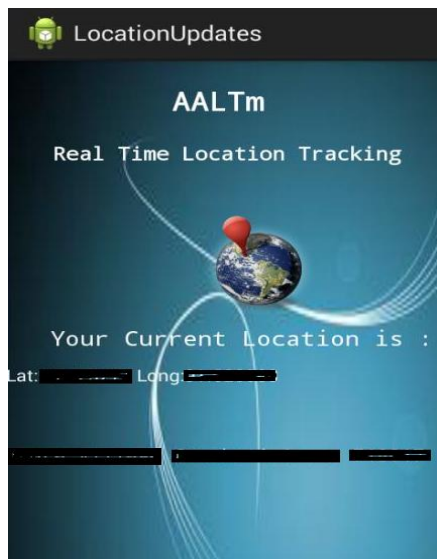 LocationUpdates
AALTm
Real Time Location Tracking
Your Current Location is :
Lat: Long: